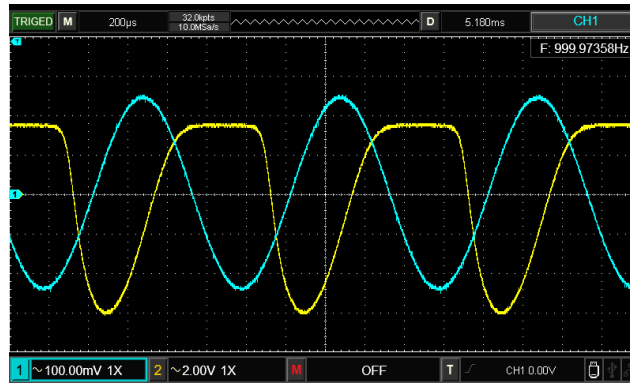 TRIGED M 200μs 32.0kpts D 5.180ms CH1
10.0MSa/s
T
F: 999.97358Hz
1
1 ~100.00mV 1X 2 ~2.00V 1X M OFF T CH1 0.00V